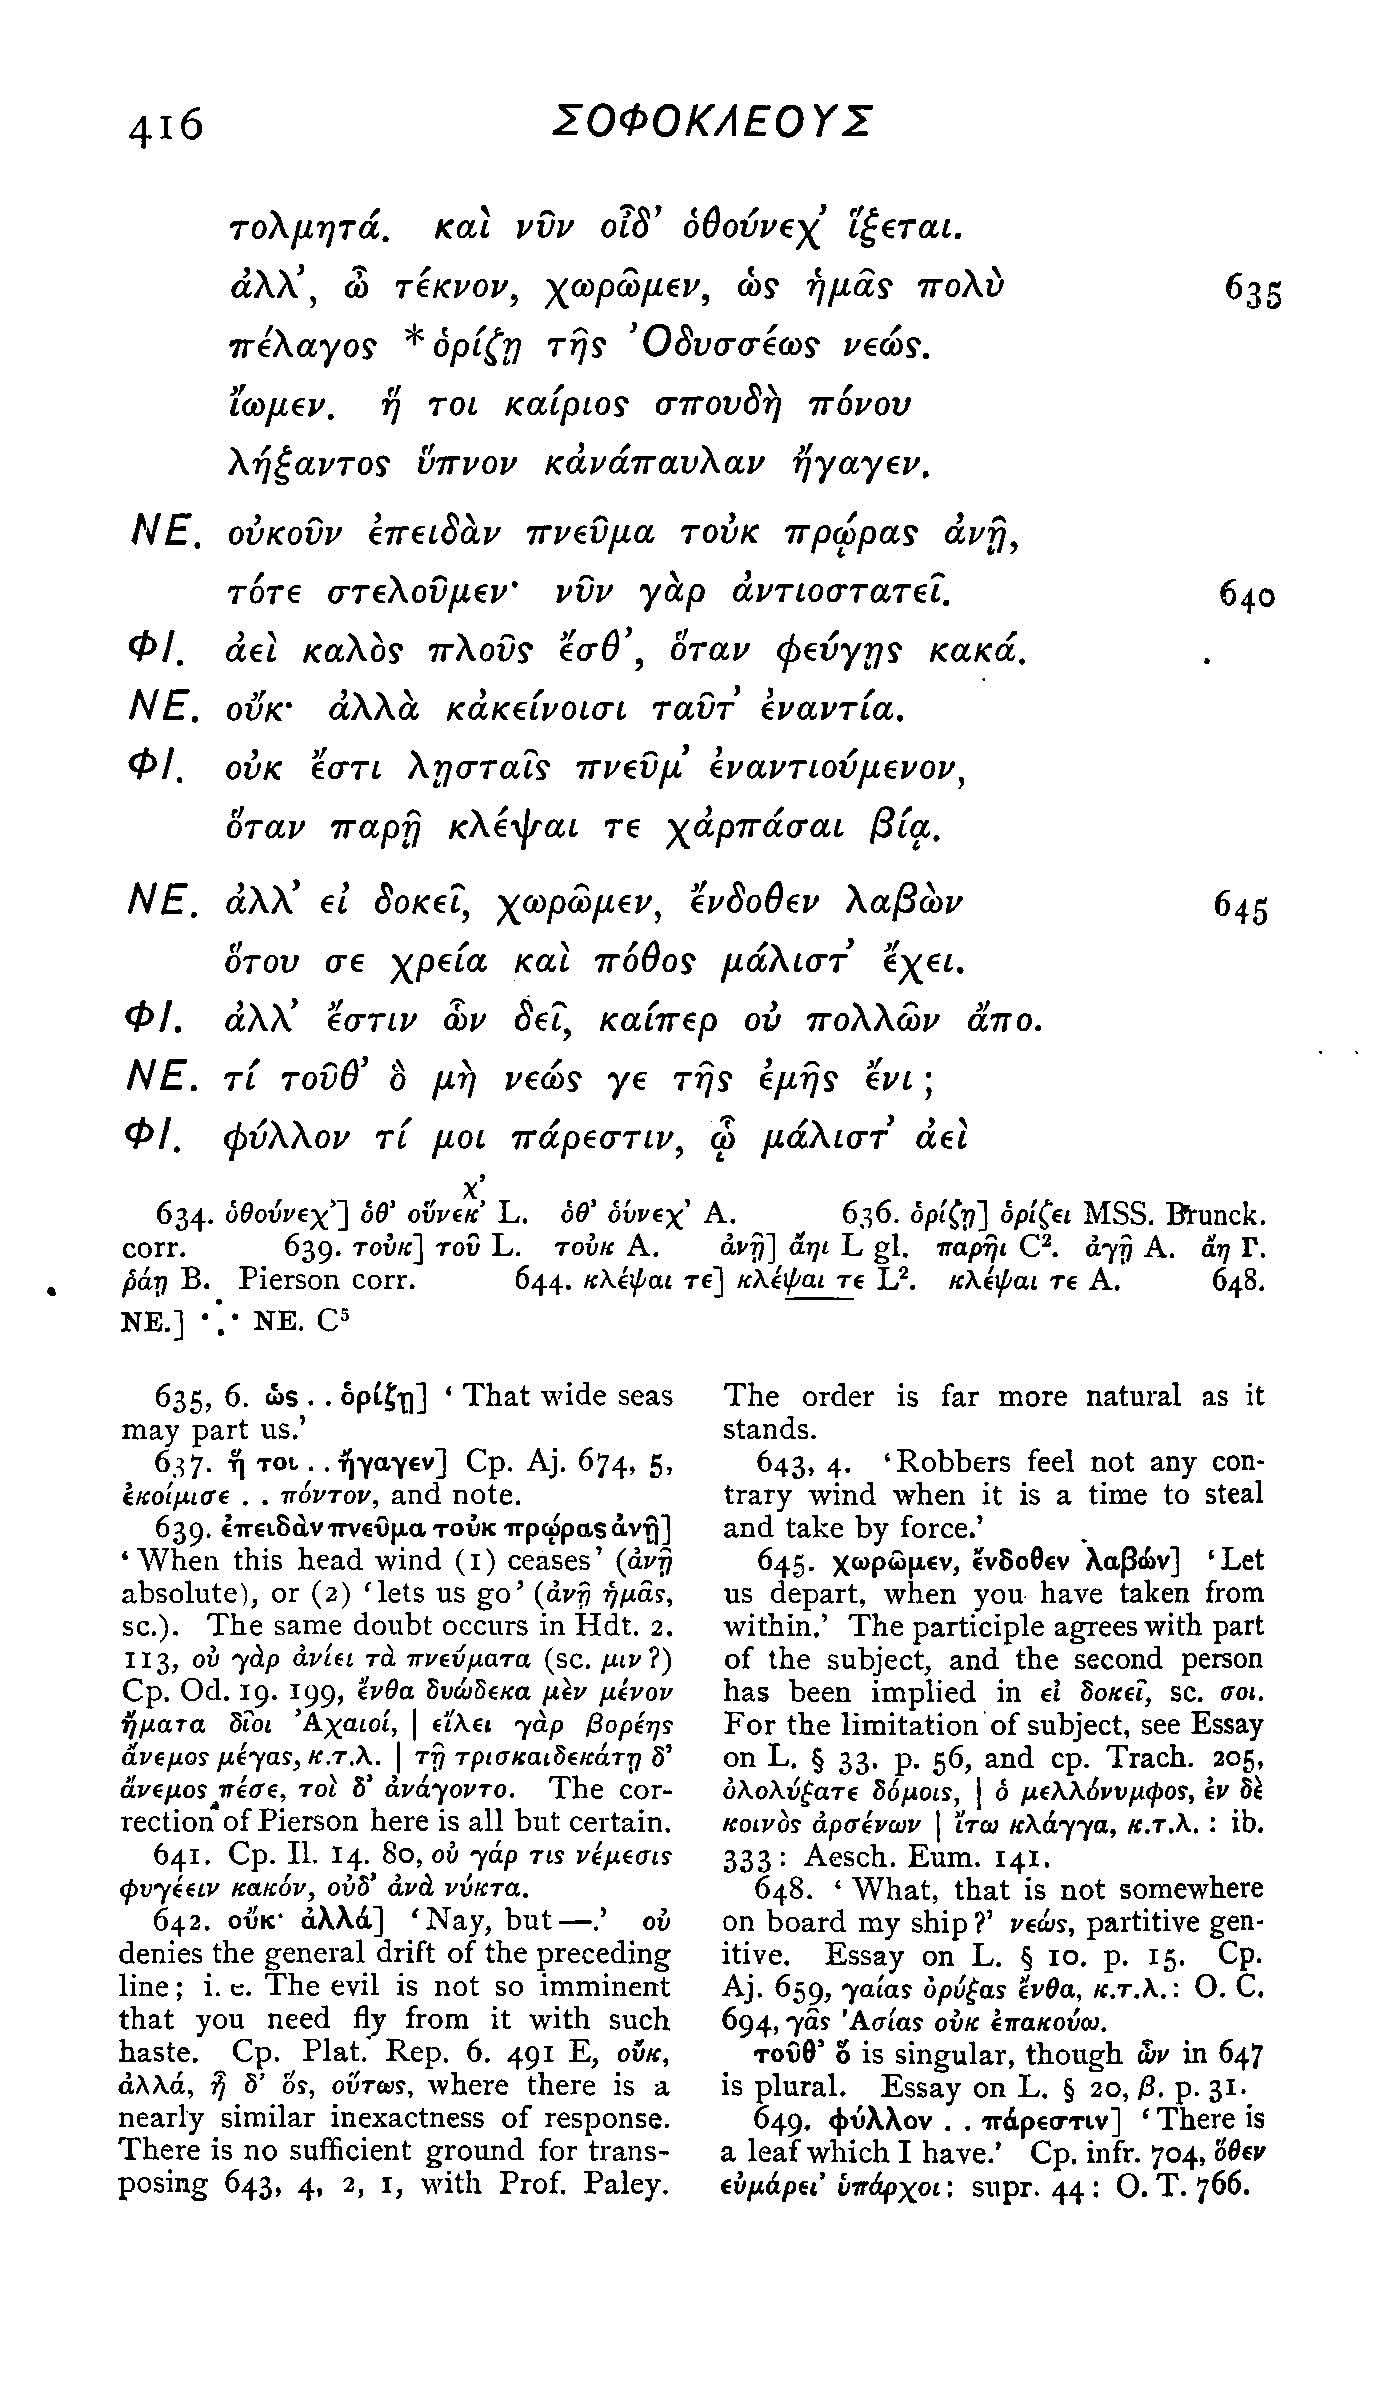 416 ΣΟΦΟΚΛΕΟΥΣ
τολμητά. καὶ νῦν οἶδ' ὁθούνεχ' ἵξεται.
ἀλλ', ὦ τέκνον, χωρῶμεν, ὡς ἡμᾶς πολὺ 635
πέλαγος *ὁρίζῃ τῆς Ὀδυσσέως νεώς.
ἴωμεν. ἥ τοι καίριος σπουδὴ πόνου
λήξαντος ὕπνον κἀνάπαυλαν ἤγαγεν.
ΝΕ. οὐκοῦν ἐπειδὰν πνεῦμα τοὐκ πρῴρας ἀνῇ,
τότε στελοῦμεν· νῦν γὰρ ἀντιοστατεῖ. 640
ΦΙ. ἀεὶ καλὸς πλοῦς ἔσθ', ὅταν φεύγῃς κακά.
ΝΕ. οὔκ· ἀλλὰ κἀκείνοισι ταῦτ' ἐναντία.
ΦΙ. οὐκ ἔστι λῃσταῖς πνεῦμ' ἐναντιούμενον,
ὅταν παρῇ κλέψαι τε χἀρπάσαι βίᾳ.
ΝΕ. ἀλλ' εἰ δοκεῖ, χωρῶμεν, ἔνδοθεν λαβὼν 645
ὅτου σε χρεία καὶ πόθος μάλιστ' ἔχει.
ΦΙ. ἀλλ' ἔστιν ὧν δεῖ, καίπερ οὐ πολλῶν ἄπο.
ΝΕ. τί τοῦθ' ὃ μὴ νεώς γε τῆς ἐμῆς ἔνι;
ΦΙ. φύλλον τί μοι πάρεστιν, ᾧ μάλιστ' ἀεὶ
χ'
634. ὁθούνεχ'] ὁθ' οὕνεκ' L. ὁθ' ὁύνεχ' A. 636. ὁρίζῃ] ὁρίζει MSS. Brunck.
corr. 639. τοὐκ] τοῦ L. τοὐκ A. ἀνῇ] ἄηι L gl. παρῆι C². ἀγῇ A. ἄη Γ.
ῥάῃ B. Pierson corr. 644. κλέψαι τε] κλέψαι τε L². κλέψαι τε A. 648.
NE.] ∵ NE. C⁵
635, 6. ὡς . . ὁρίζῃ] ‘That wide seas
may part us.’
637. ἥ τοι . . ἤγαγεν] Cp. Aj. 674, 5,
ἐκοίμισε . . πόντον, and note.
639. ἐπειδὰν πνεῦμα τοὐκ πρῴρας ἀνῇ]
‘When this head wind (1) ceases’ (ἀνῇ
absolute), or (2) ‘lets us go’ (ἀνῇ ἡμᾶς,
sc.). The same doubt occurs in Hdt. 2.
113, οὐ γὰρ ἀνίει τὰ πνεύματα (sc. μιν?)
Cp. Od. 19. 199, ἔνθα δυώδεκα μὲν μένον
ἤματα δῖοι Ἀχαιοί, | εἴλει γὰρ βορέης
ἄνεμος μέγας, κ.τ.λ. | τῇ τρισκαιδεκάτῃ δ'
ἄνεμος πέσε, τοὶ δ' ἀνάγοντο. The cor-
rection of Pierson here is all but certain.
641. Cp. Il. 14. 80, οὐ γάρ τις νέμεσις
φυγέειν κακόν, οὐδ' ἀνὰ νύκτα.
642. οὔκ· ἀλλά] ‘Nay, but—.’ οὐ
denies the general drift of the preceding
line; i. e. The evil is not so imminent
that you need fly from it with such
haste. Cp. Plat. Rep. 6. 491 E, οὔκ,
ἀλλά, ἦ δ' ὅς, οὕτως, where there is a
nearly similar inexactness of response.
There is no sufficient ground for trans-
posing 643, 4, 2, 1, with Prof. Paley.
The order is far more natural as it
stands.
643, 4. ‘Robbers feel not any con-
trary wind when it is a time to steal
and take by force.’
645. χωρῶμεν, ἔνδοθεν λαβών] ‘Let
us depart, when you have taken from
within.’ The participle agrees with part
of the subject, and the second person
has been implied in εἰ δοκεῖ, sc. σοι.
For the limitation of subject, see Essay
on L. § 33. p. 56, and cp. Trach. 205,
ὀλολύξατε δόμοις, | ὁ μελλόνυμφος, ἐν δὲ
κοινὸς ἀρσένων | ἴτω κλάγγα, κ.τ.λ. : ib.
333 : Aesch. Eum. 141.
648. ‘What, that is not somewhere
on board my ship?’ νεώς, partitive gen-
itive. Essay on L. § 10. p. 15. Cp.
Aj. 659, γαίας ὀρύξας ἔνθα, κ.τ.λ.: O. C.
694, γᾶς Ἀσίας οὐκ ἐπακούω.
τοῦθ' ὅ is singular, though ὧν in 647
is plural. Essay on L. § 20, β. p. 31.
649. φύλλον . . πάρεστιν] ‘There is
a leaf which I have.’ Cp. infr. 704, ὅθεν
εὐμάρει' ὑπάρχοι: supr. 44: O. T. 766.